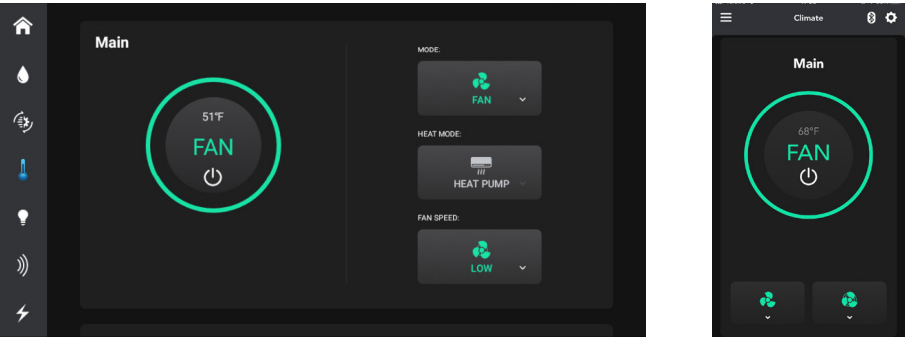 Main
MODE:
51°F
FAN
FAN
HEAT MODE:
HEAT PUMP
FAN SPEED:
LOW
Climate
Main
68°F
FAN